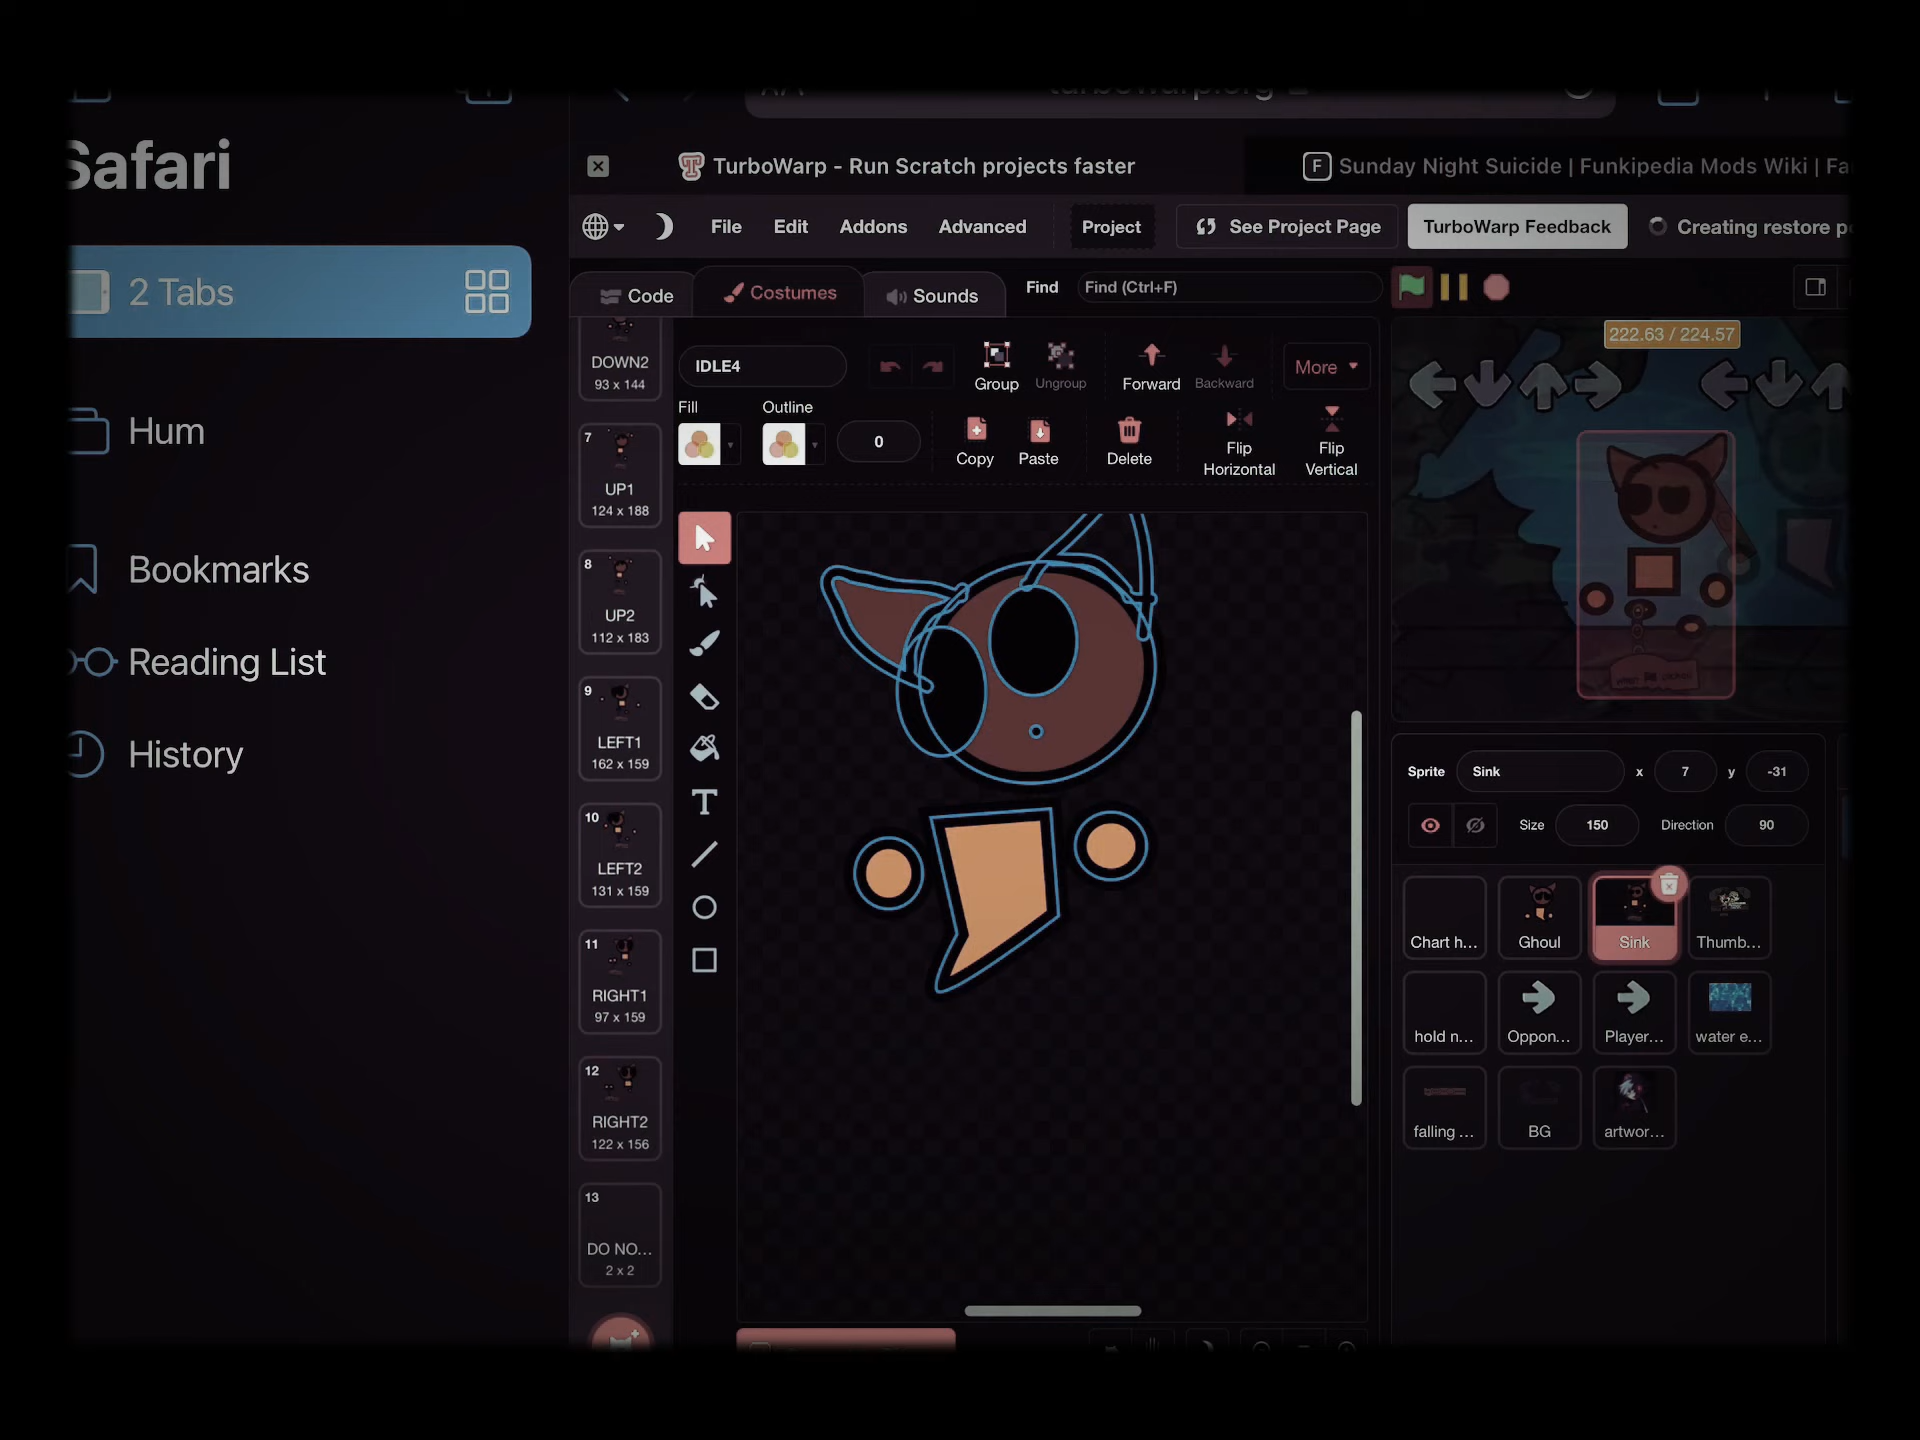 Safari
2 Tabs
Hum
Bookmarks
Reading List
History
TurboWarp - Run Scratch projects faster
F Sunday Night Suicide | Funkipedia Mods Wiki |
File Edit Addons Advanced Project See Project Page TurboWarp Feedback Creating restore
Code Costumes Sounds Find Find (Ctrl+F)
222.63 / 224.57
DOWN2
93 x 144
7
UP1
124 x 188
8
UP2
112 x 183
9
LEFT1
162 x 159
10
LEFT2
131 x 159
11
RIGHT1
97 x 159
12
RIGHT2
122 x 156
13
DO NO...
2 x 2
IDLE4
Group Ungroup Forward Backward More
Fill Outline
0
Copy Paste Delete Flip Horizontal Flip Vertical
T
Sprite Sink x 7 y -31
Size 150 Direction 90
Chart h... Ghoul Sink Thumb...
hold n... Oppon... Player... water e...
falling ... BG artwor...